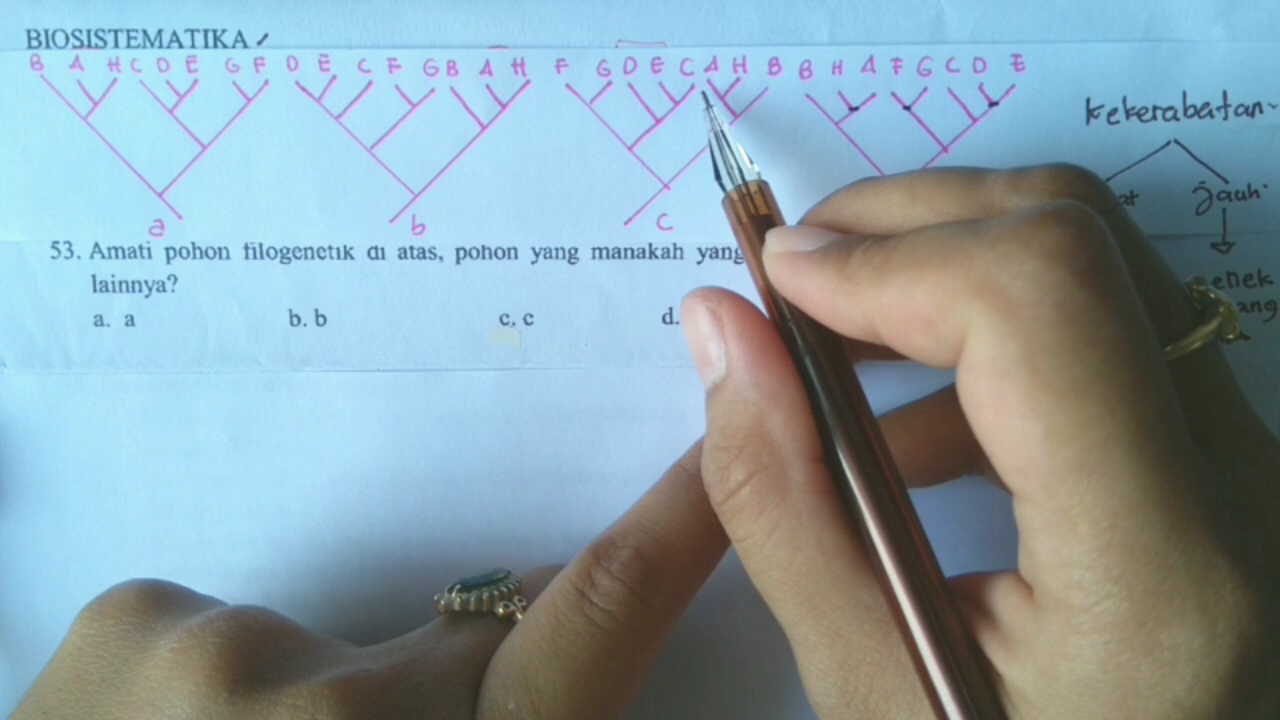 BIOSISTEMATIKA
B A H C D E G F D E C F G B A H F G D E C A H B B H A F G C D E
kekerabatan
jauh
a b c
53. Amati pohon filogenetik di atas, pohon yang manakah yang
lainnya?
a. a b. b c. c d.